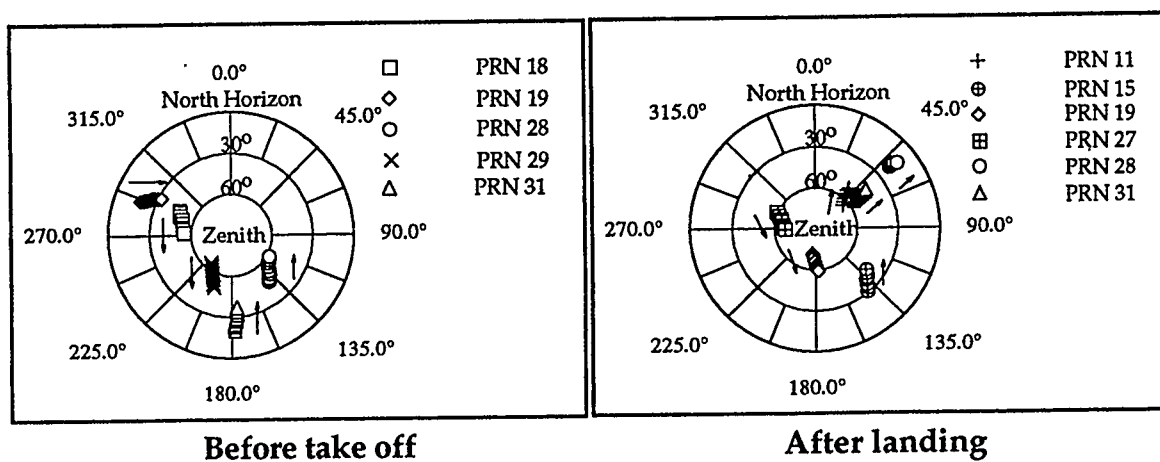 0.0°
North Horizon
315.0°
45.0°
30°
60°
270.0°
Zenith
90.0°
225.0°
135.0°
180.0°
PRN 18
PRN 19
PRN 28
PRN 29
PRN 31
Before take off
0.0°
North Horizon
315.0°
45.0°
30°
60°
270.0°
Zenith
90.0°
225.0°
135.0°
180.0°
PRN 11
PRN 15
PRN 19
PRN 27
PRN 28
PRN 31
After landing